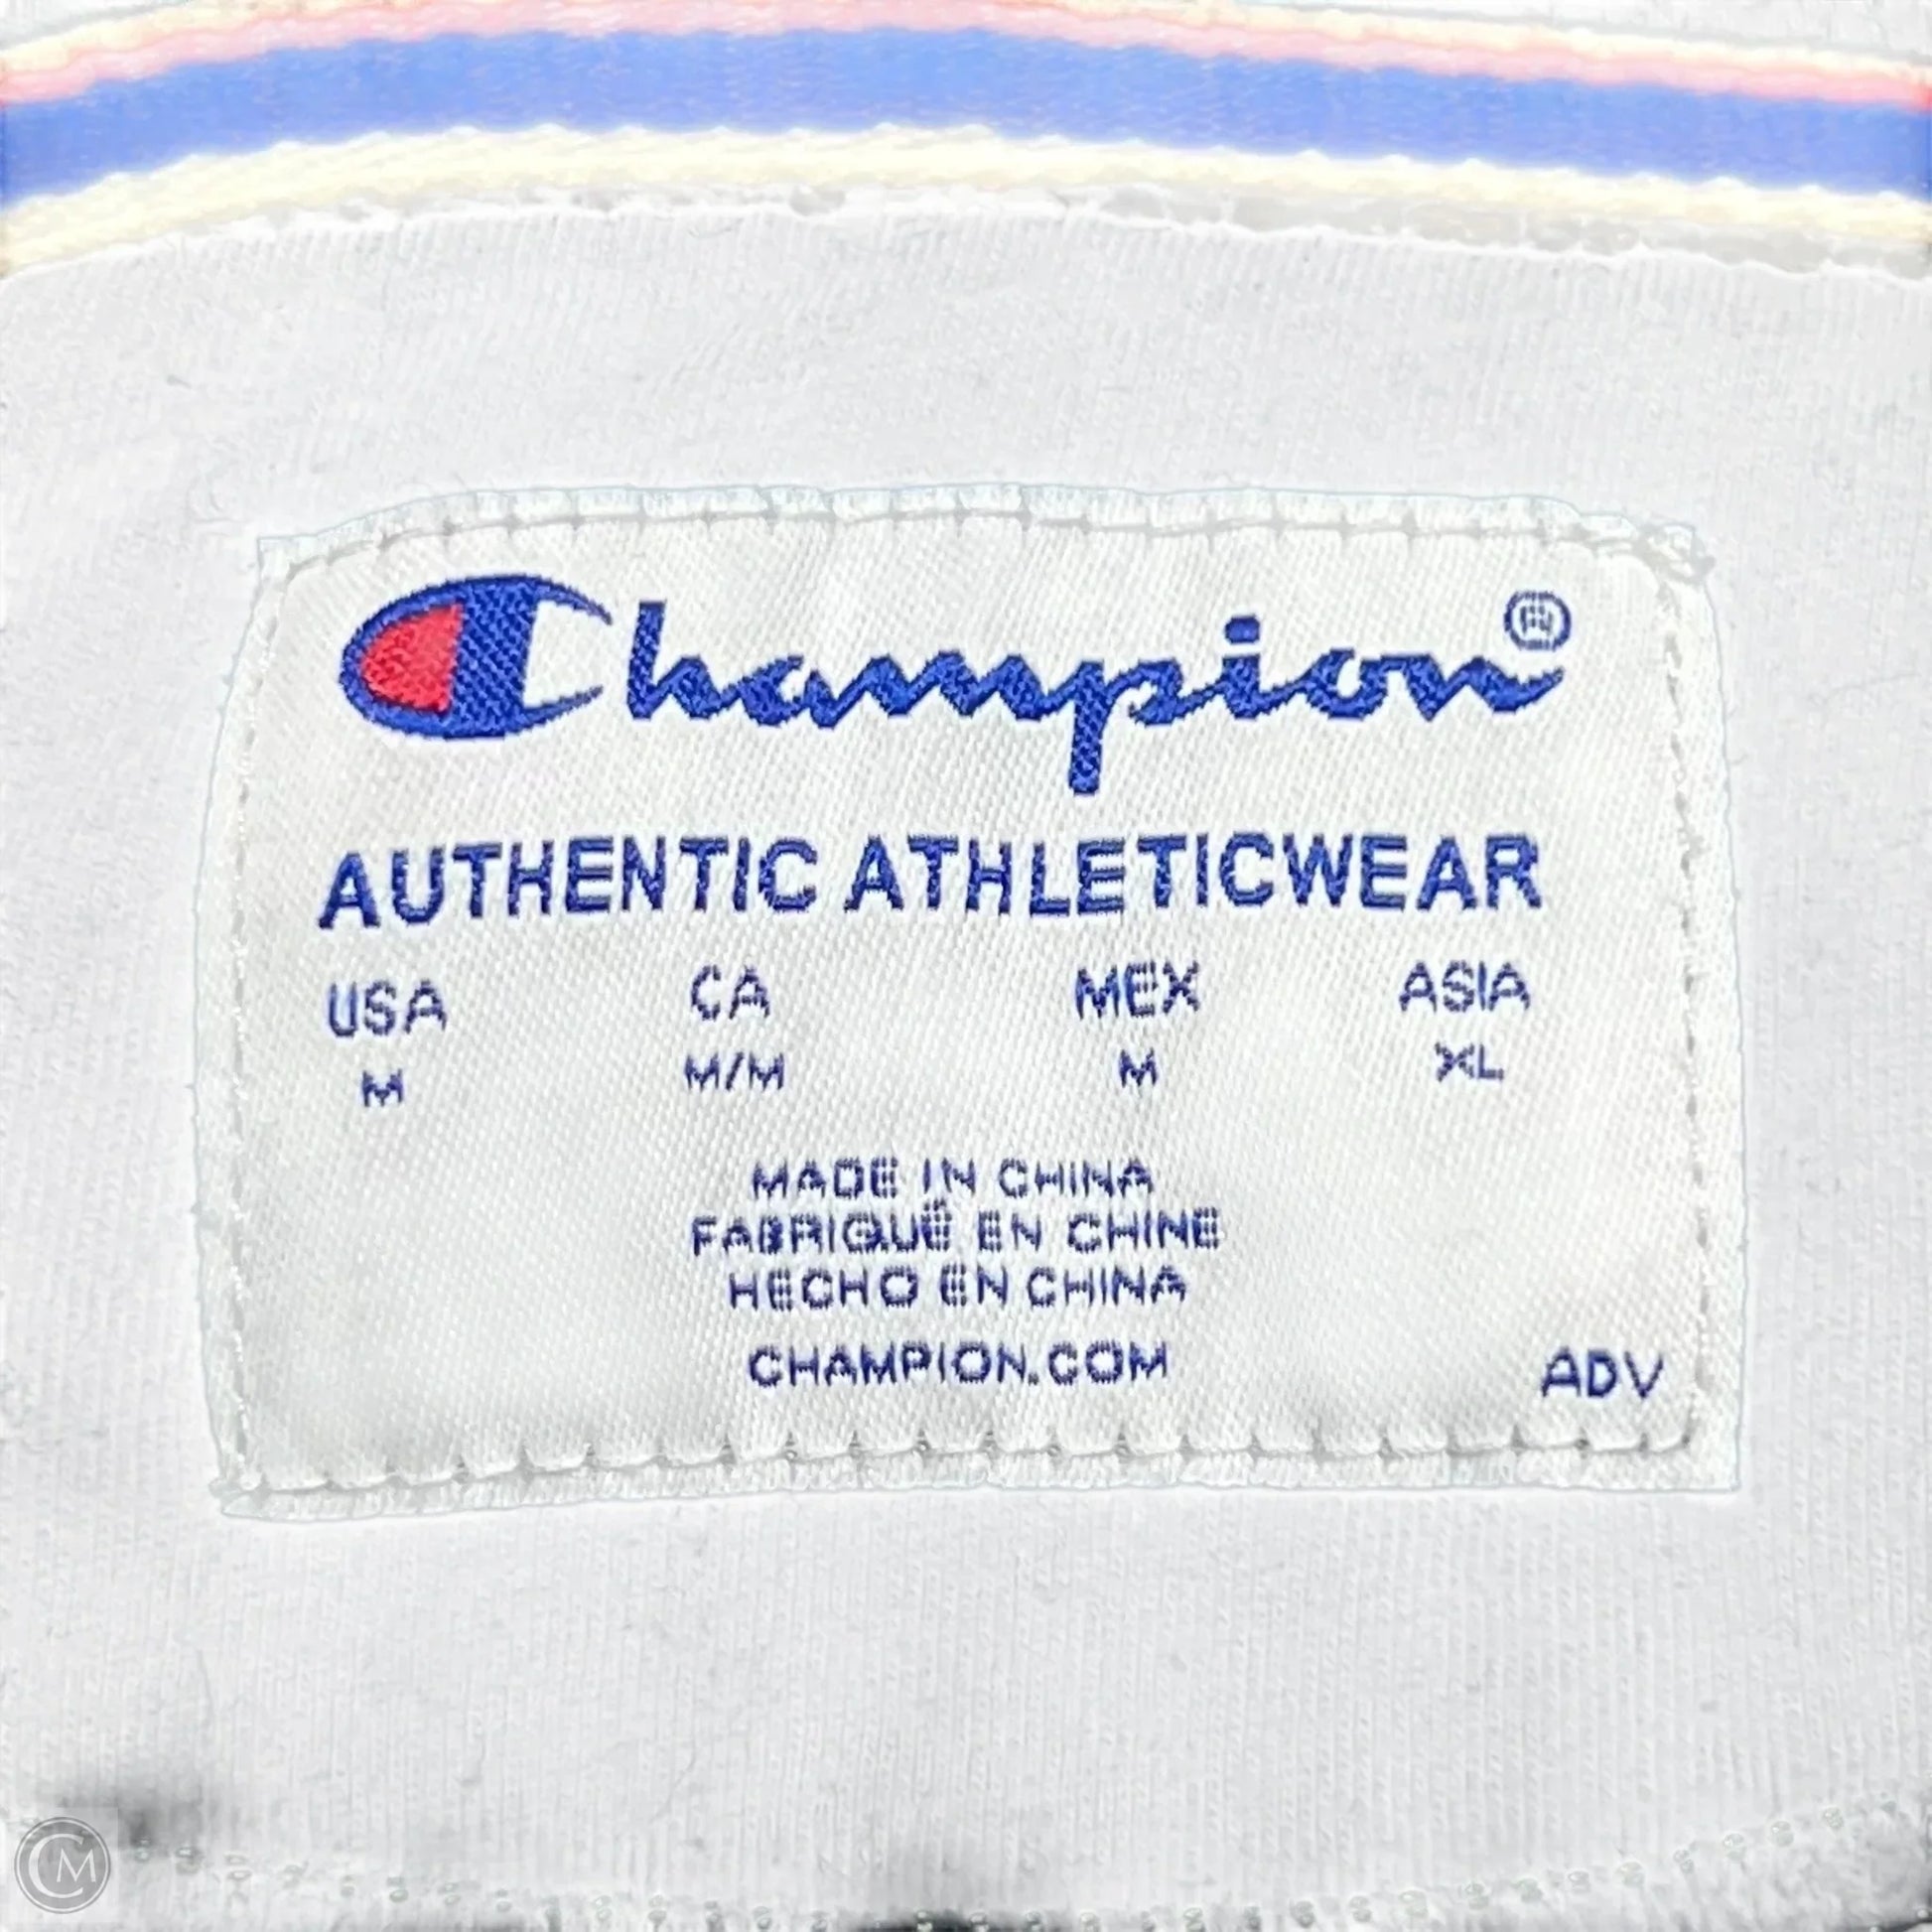 Champion®
AUTHENTIC ATHLETICWEAR
USA CA MEX ASIA
M M/M M XL
MADE IN CHINA
FABRIQUÉ EN CHINE
HECHO EN CHINA
CHAMPION.COM
ADV
CM